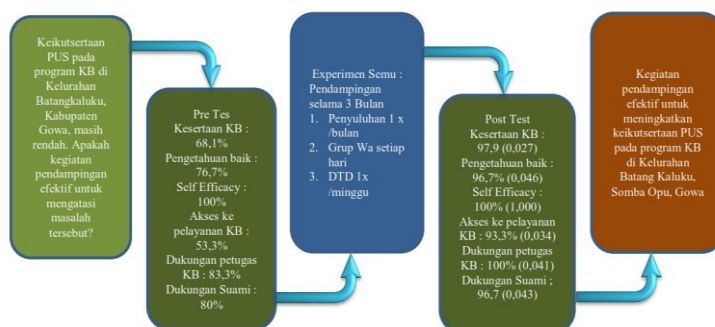 Keikutsertaan
PUS pada
program KB di
Kelurahan
Batangkaluku,
Kabupaten
Gowa, masih
rendah. Apakah
kegiatan
pendampingan
efektif untuk
mengatasi
masalah
tersebut?
Pre Tes
Kesertaan KB :
68,1%
Pengetahuan baik :
76,7%
Self Efficacy :
100%
Akses ke
pelayanan KB :
53,3%
Dukungan petugas
KB : 83,3%
Dukungan Suami :
80%
Experimen Semu :
Pendampingan
selama 3 Bulan
1. Penyuluhan 1 x
/bulan
2. Grup Wa setiap
hari
3. DTD 1x
/minggu
Post Test
Kesertaan KB :
97,9 (0,027)
Pengetahuan baik :
96,7% (0,046)
Self Efficacy :
100% (1,000)
Akses ke pelayanan
KB : 93,3% (0,034)
Dukungan petugas
KB : 100% (0,041)
Dukungan Suami ;
96,7 (0,043)
Kegiatan
pendampingan
efektif untuk
meningkatkan
keikutsertaan PUS
pada program KB
di Kelurahan
Batang Kaluku,
Somba Opu, Gowa